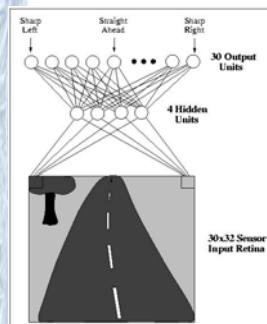 Sharp
Left
Straight
Ahead
Sharp
Right
30 Output
Units
4 Hidden
Units
30x32 Sensor
Input Retina